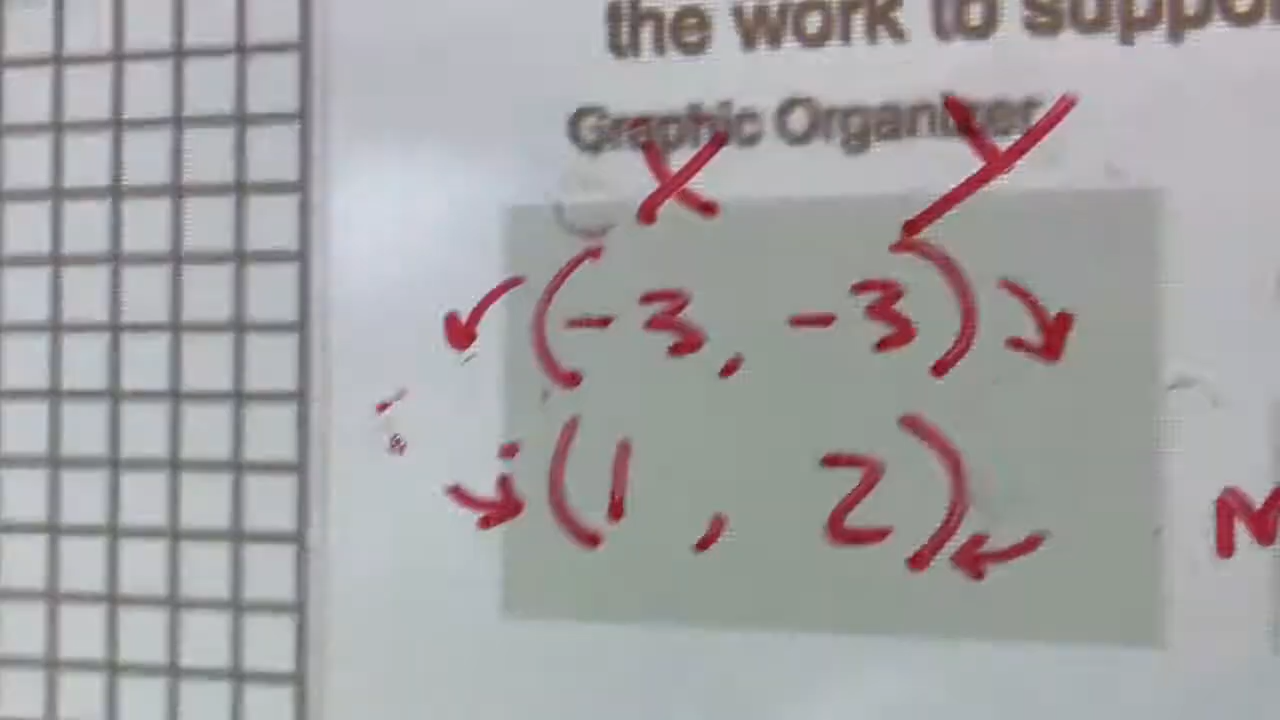 the work to suppo
Graphic Organizer
X Y
(-3, -3)
(1, 2)